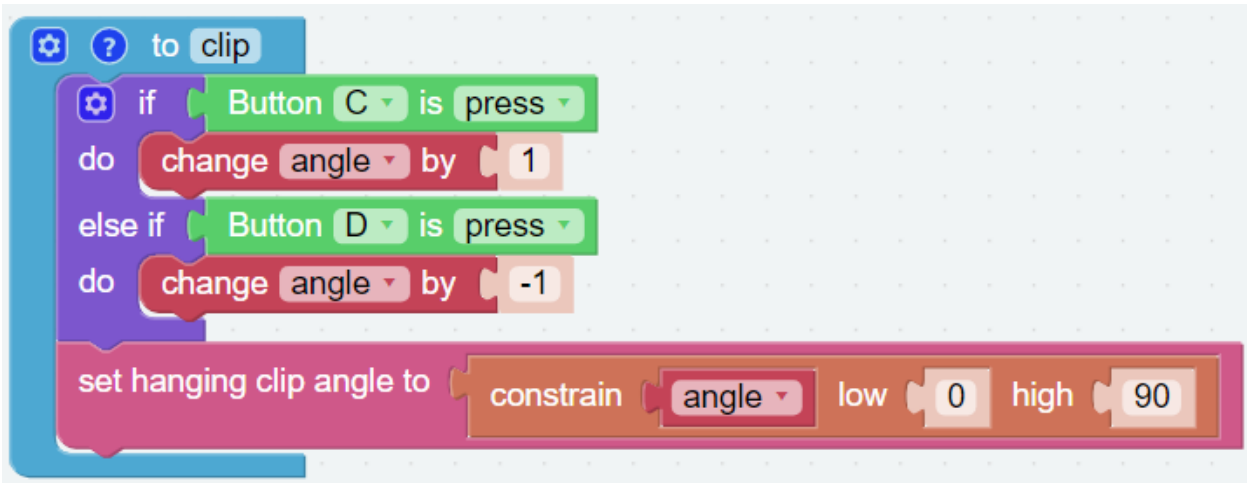 ? to clip
if Button C is press
do change angle by 1
else if Button D is press
do change angle by -1
set hanging clip angle to constrain angle low 0 high 90